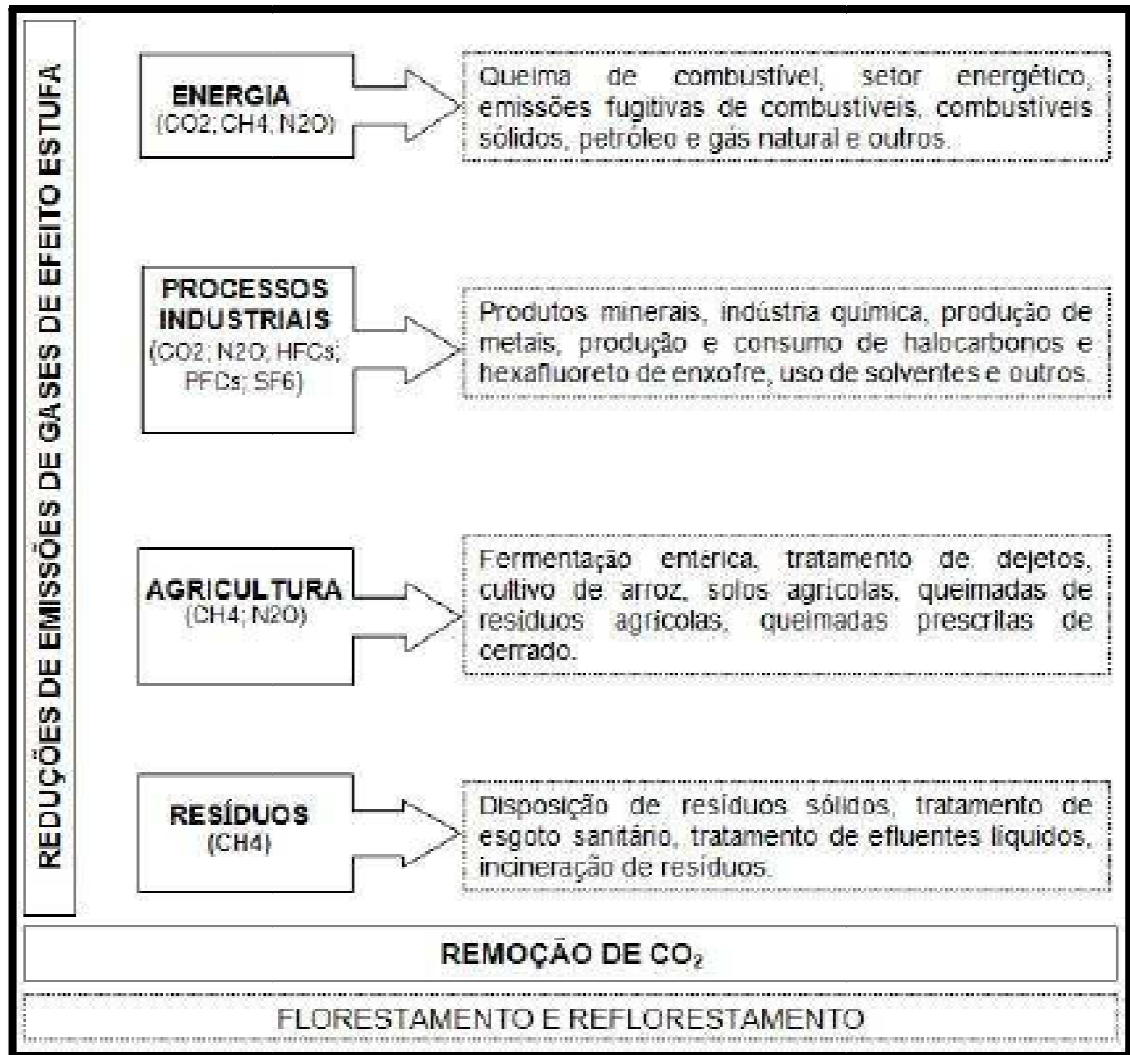 REDUÇÕES DE EMISSÕES DE GASES DE EFEITO ESTUFA
ENERGIA
(CO2; CH4; N2O)
Queima de combustível, setor energético,
emissões fugitivas de combustíveis, combustíveis
sólidos, petróleo e gás natural e outros.
PROCESSOS
INDUSTRIAIS
(CO2; N2O; HFCs;
PFCs; SF6)
Produtos minerais, indústria química, produção de
metais, produção e consumo de halocarbonos e
hexafluoreto de enxofre, uso de solventes e outros.
AGRICULTURA
(CH4; N2O)
Fermentação entérica, tratamento de dejetos,
cultivo de arroz, solos agrícolas, queimadas de
resíduos agrícolas, queimadas prescritas de
cerrado.
RESÍDUOS
(CH4)
Disposição de resíduos sólidos, tratamento de
esgoto sanitário, tratamento de efluentes líquidos,
incineração de resíduos.
REMOÇÃO DE CO₂
FLORESTAMENTO E REFLORESTAMENTO